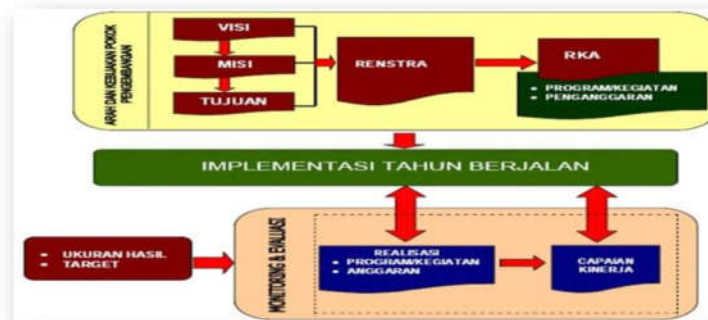 ARAH DAN KEBIJAKAN POKOK
PENGEMBANGAN
VISI
MISI
TUJUAN
RENSTRA
RKA
• PROGRAM/KEGIATAN
• PENGANGGARAN
IMPLEMENTASI TAHUN BERJALAN
• UKURAN HASIL
• TARGET
MONITORING & EVALUASI
REALISASI
• PROGRAM/KEGIATAN
• ANGGARAN
CAPAIAN
KINERJA